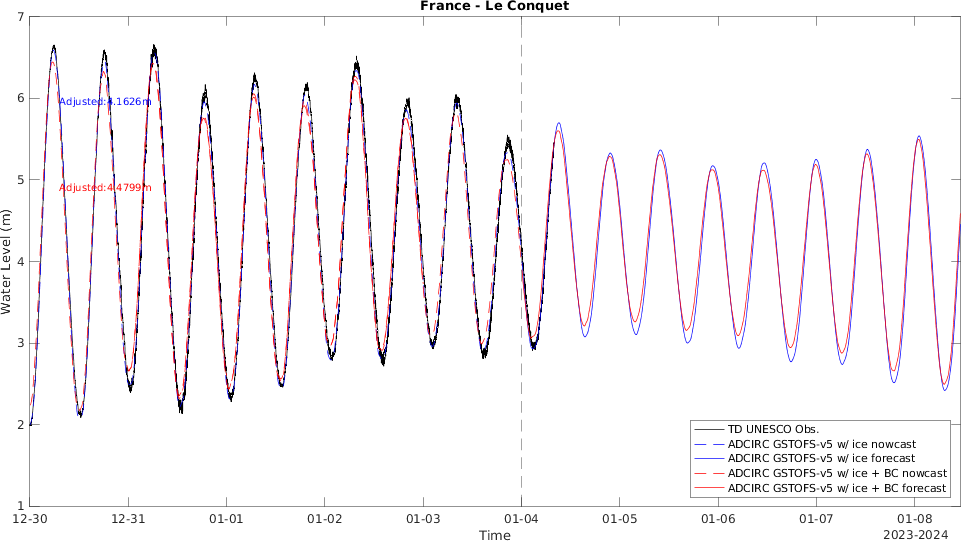 France - Le Conquet
7
6
5
4
3
2
1
Water Level (m)
Adjusted:4.1626m
Adjusted:4.4799m
TD UNESCO Obs.
ADCIRC GSTOFS-v5 w/ ice nowcast
ADCIRC GSTOFS-v5 w/ ice forecast
ADCIRC GSTOFS-v5 w/ ice + BC nowcast
ADCIRC GSTOFS-v5 w/ ice + BC forecast
12-30 12-31 01-01 01-02 01-03 01-04 01-05 01-06 01-07 01-08
Time
2023-2024